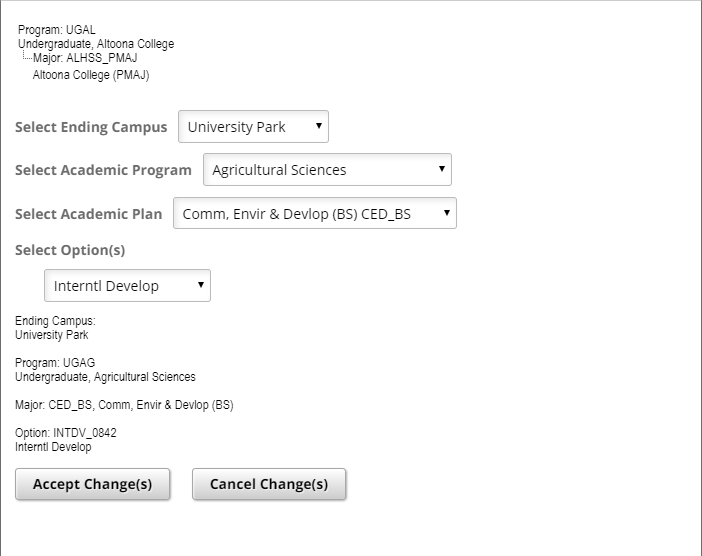 Program: UGAL
Undergraduate, Altoona College
Major: ALHSS_PMAJ
Altoona College (PMAJ)
Select Ending Campus University Park
Select Academic Program Agricultural Sciences
Select Academic Plan Comm, Envir & Devlop (BS) CED_BS
Select Option(s)
Interntl Develop
Ending Campus:
University Park
Program: UGAG
Undergraduate, Agricultural Sciences
Major: CED_BS, Comm, Envir & Devlop (BS)
Option: INTDV_0842
Interntl Develop
Accept Change(s) Cancel Change(s)